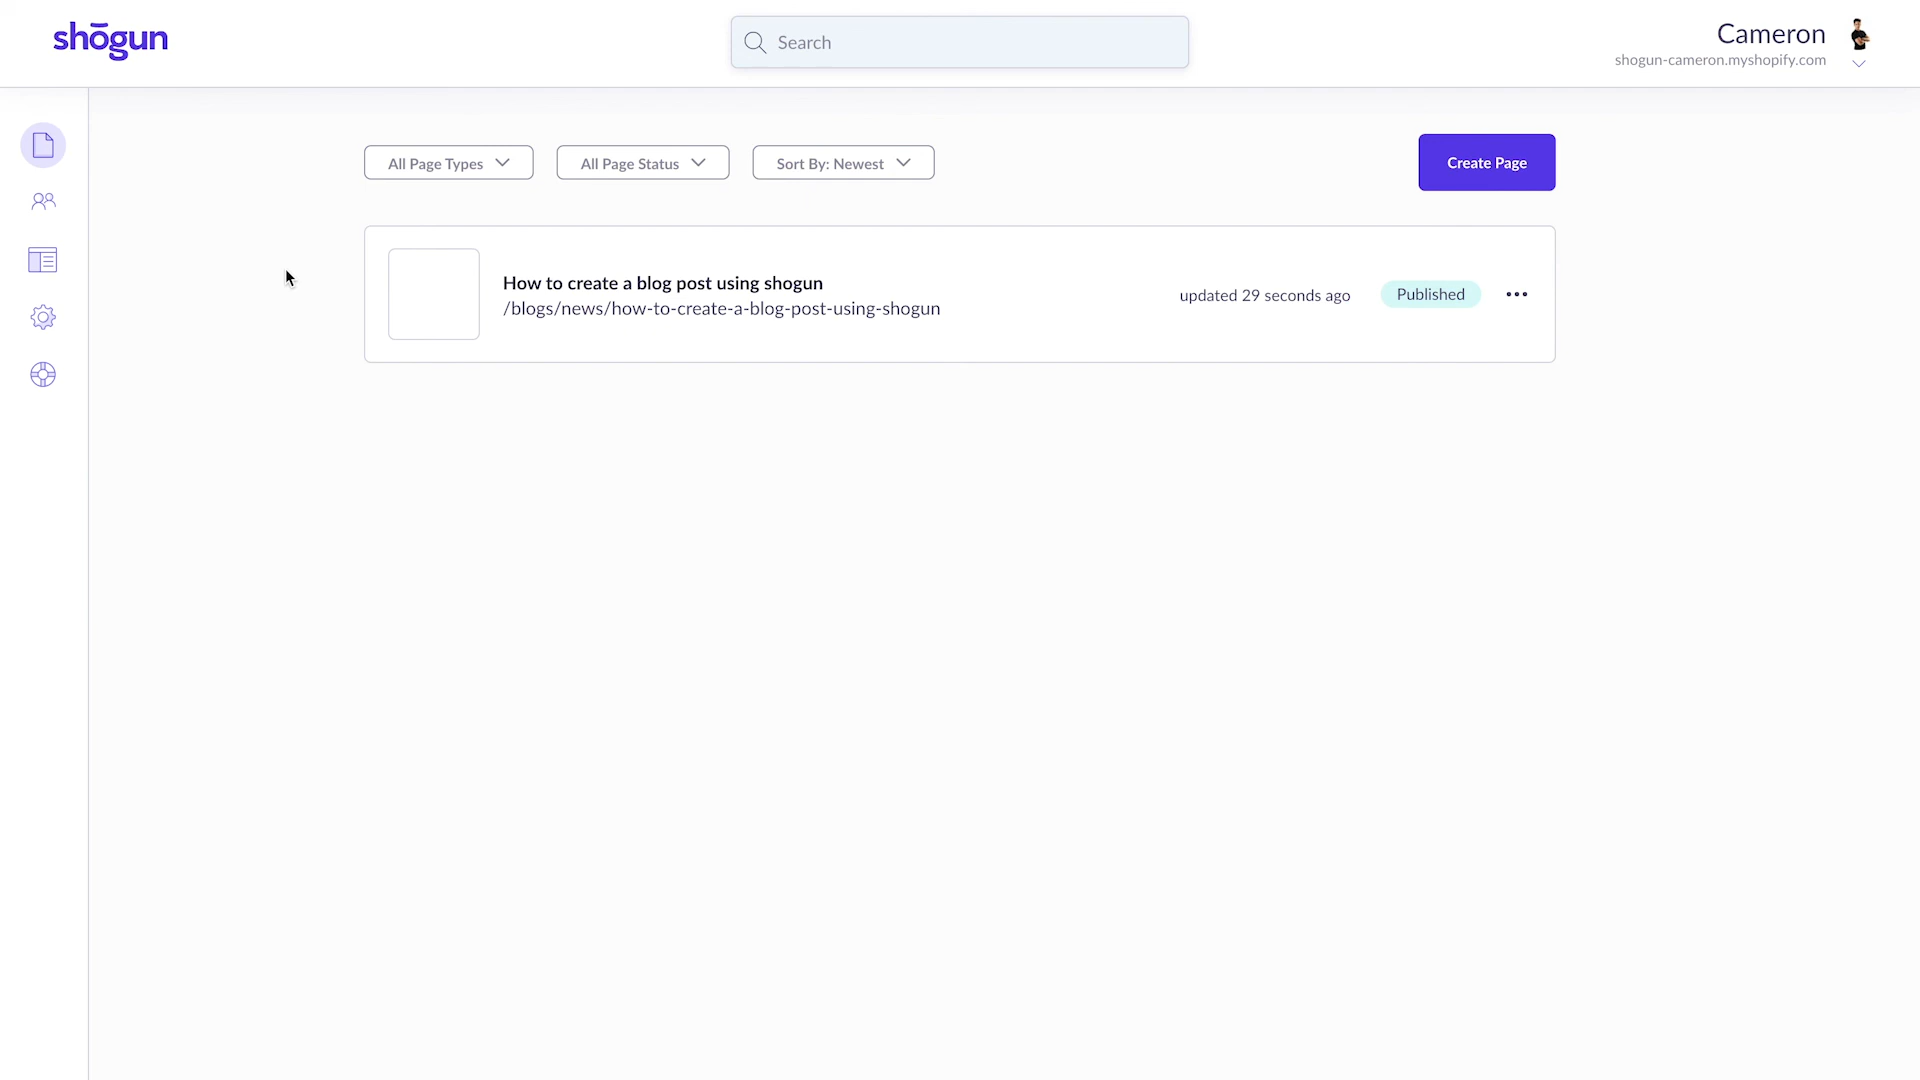 shōgun
Search
Cameron
shogun-cameron.myshopify.com
All Page Types
All Page Status
Sort By: Newest
Create Page
How to create a blog post using shogun
/blogs/news/how-to-create-a-blog-post-using-shogun
updated 29 seconds ago
Published